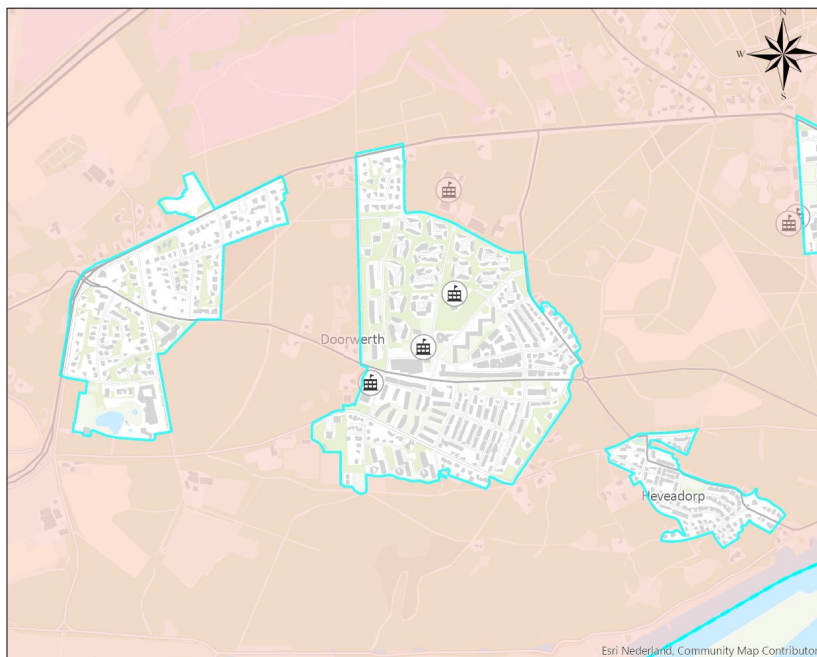 N
W
S
Doorwerth
Heveadorp
Esri Nederland, Community Map Contributor